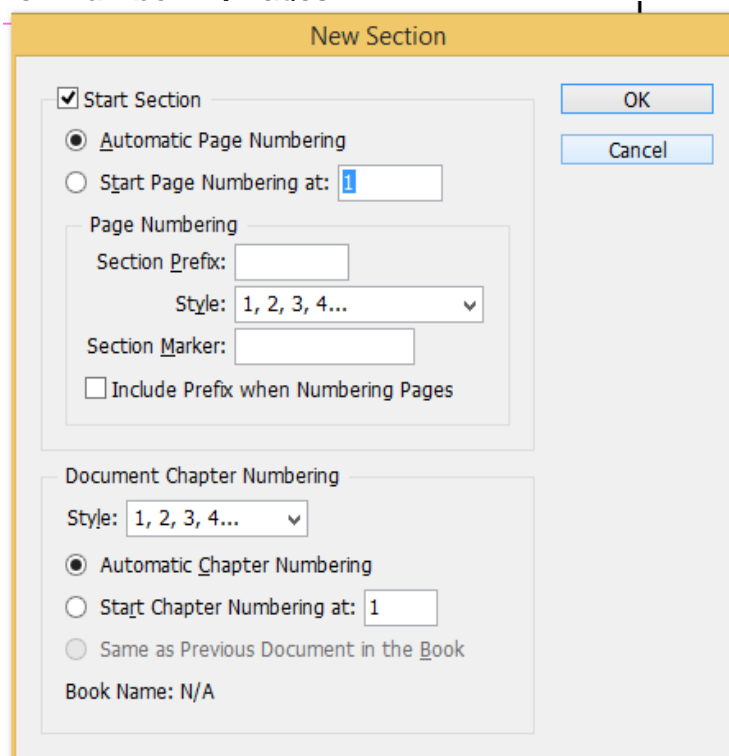 New Section
Start Section
OK
Automatic Page Numbering
Cancel
Start Page Numbering at: 1
Page Numbering
Section Prefix:
Style: 1, 2, 3, 4...
Section Marker:
Include Prefix when Numbering Pages
Document Chapter Numbering
Style: 1, 2, 3, 4...
Automatic Chapter Numbering
Start Chapter Numbering at: 1
Same as Previous Document in the Book
Book Name: N/A